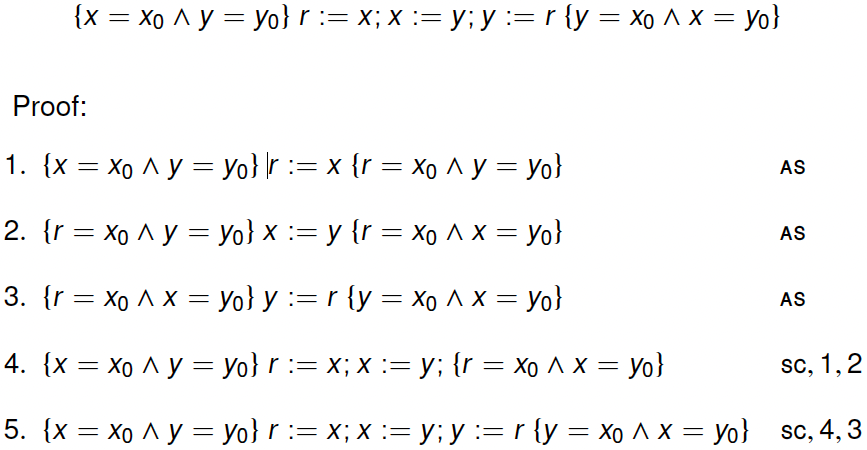 {x = x₀ ∧ y = y₀} r := x; x := y; y := r {y = x₀ ∧ x = y₀}
Proof:
1. {x = x₀ ∧ y = y₀} r := x {r = x₀ ∧ y = y₀} AS
2. {r = x₀ ∧ y = y₀} x := y {r = x₀ ∧ x = y₀} AS
3. {r = x₀ ∧ x = y₀} y := r {y = x₀ ∧ x = y₀} AS
4. {x = x₀ ∧ y = y₀} r := x; x := y; {r = x₀ ∧ x = y₀} SC, 1, 2
5. {x = x₀ ∧ y = y₀} r := x; x := y; y := r {y = x₀ ∧ x = y₀} SC, 4, 3